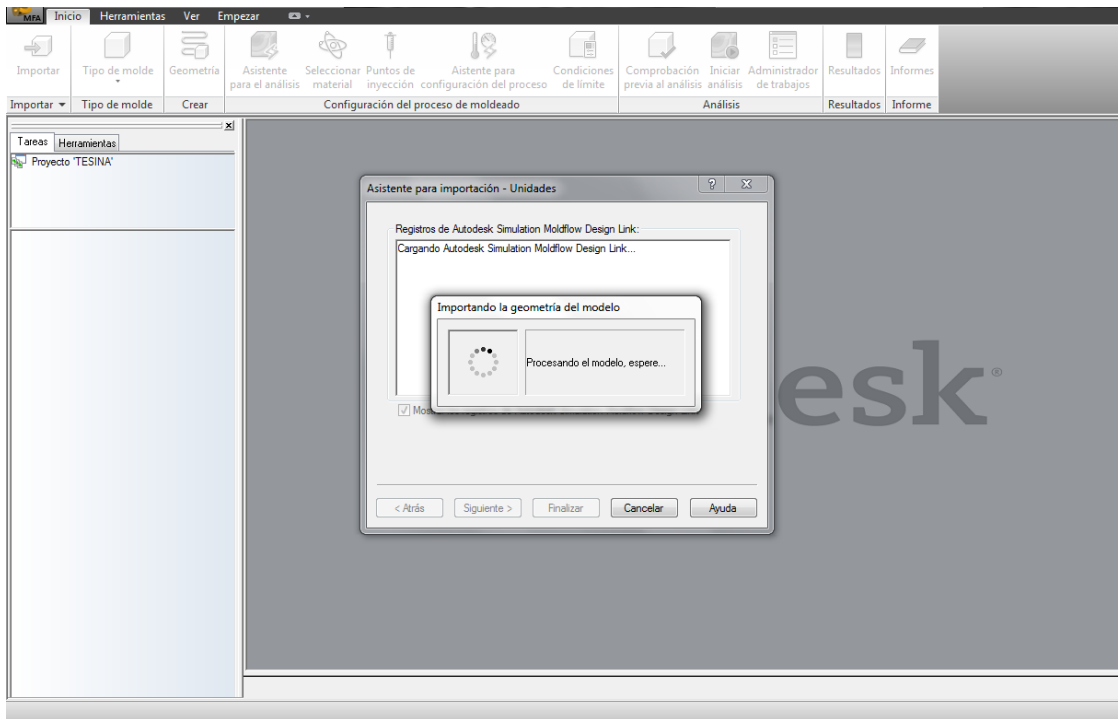 MFA Inicio Herramientas Ver Empezar
Importar Tipo de molde Geometría Asistente para el análisis Seleccionar material Puntos de inyección Aistente para configuración del proceso Condiciones de límite Comprobación previa al análisis Iniciar análisis Administrador de trabajos Resultados Informes
Importar Tipo de molde Crear Configuración del proceso de moldeado Análisis Resultados Informe
Tareas Herramientas
Proyecto 'TESINA'
Asistente para importación - Unidades
Registros de Autodesk Simulation Moldflow Design Link:
Cargando Autodesk Simulation Moldflow Design Link...
Importando la geometría del modelo
Procesando el modelo, espere...
esk®
< Atrás Siguiente > Finalizar Cancelar Ayuda